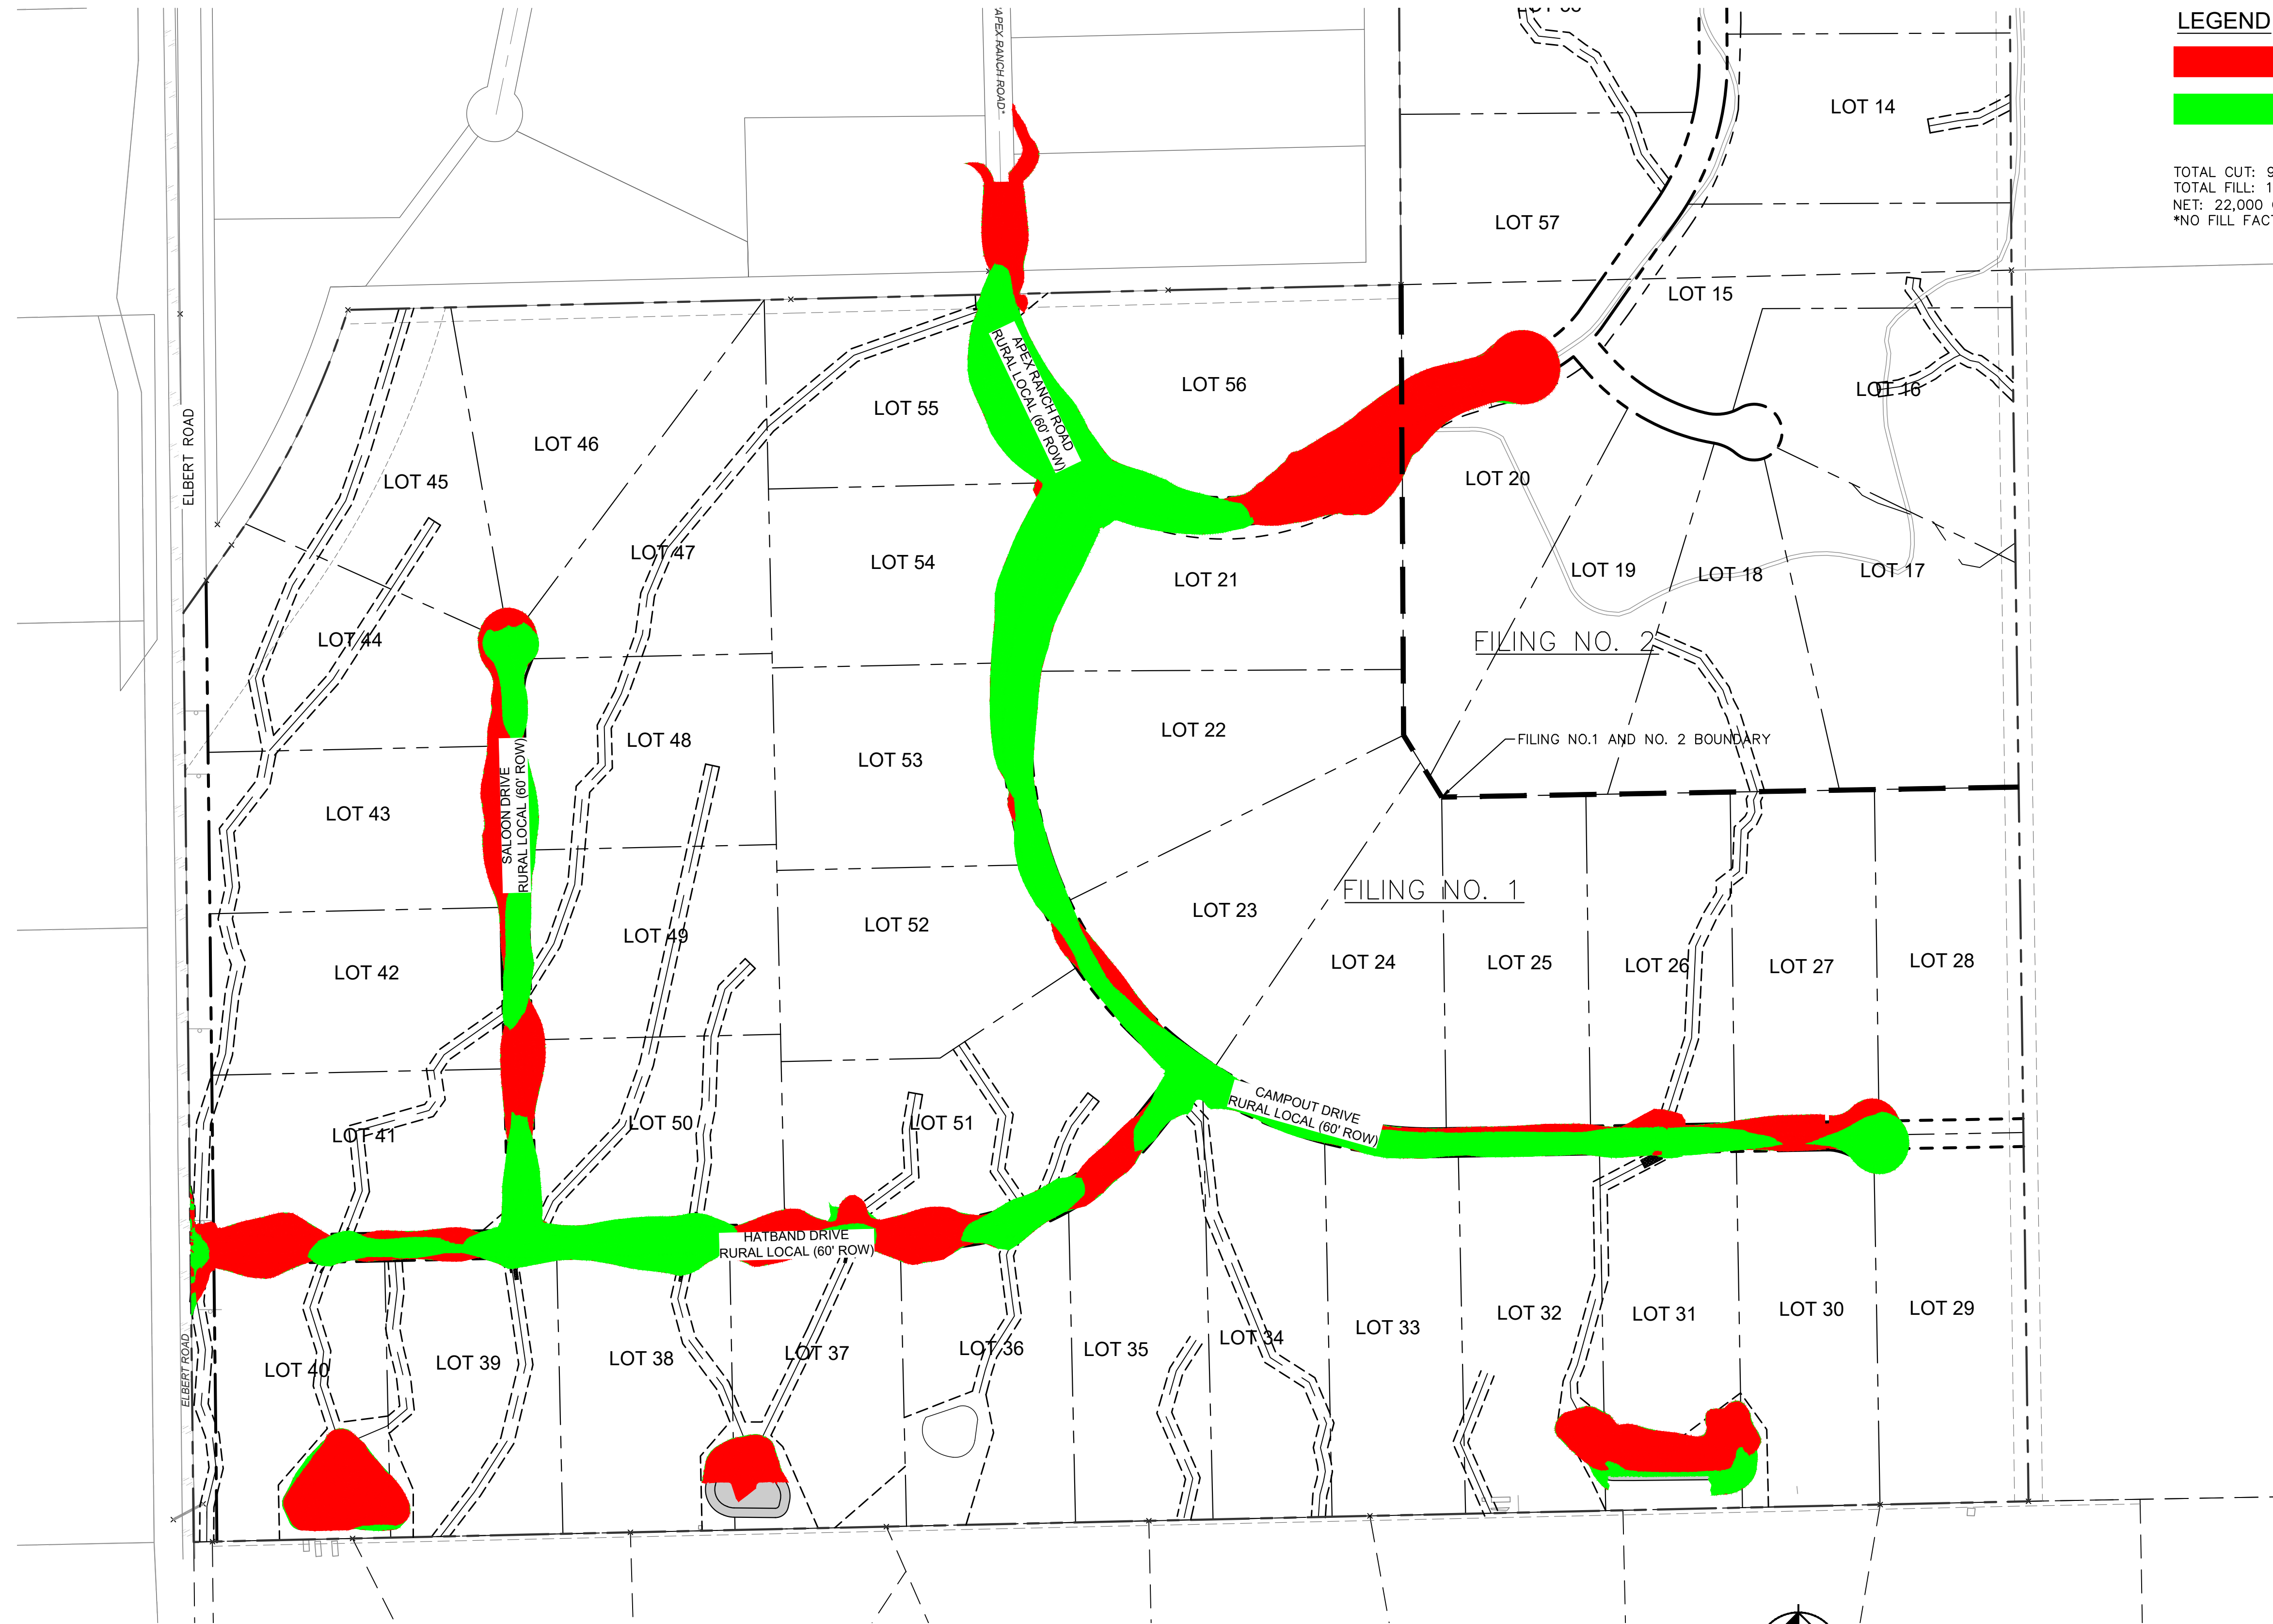 LEGEND
TOTAL CUT: 9
TOTAL FILL: 1
NET: 22,000
*NO FILL FACT
APEX RANCH ROAD*
LOT 14
LOT 57
LOT 15
LOT 56
LOT 55
LOT 16
ELBERT ROAD
APEX RANCH ROAD
RURAL LOCAL (60' ROW)
LOT 46
LOT 45
LOT 20
LOT 47
LOT 54
LOT 21
LOT 19
LOT 18
LOT 17
LOT 44
FILING NO. 2
LOT 48
LOT 22
FILING NO.1 AND NO. 2 BOUNDARY
LOT 53
LOT 43
SALOON DRIVE
RURAL LOCAL (60' ROW)
FILING NO. 1
LOT 23
LOT 52
LOT 49
LOT 42
LOT 24
LOT 25
LOT 26
LOT 27
LOT 28
CAMPOUT DRIVE
RURAL LOCAL (60' ROW)
LOT 41
LOT 50
LOT 51
HATBAND DRIVE
RURAL LOCAL (60' ROW)
ELBERT ROAD
LOT 40
LOT 39
LOT 38
LOT 37
LOT 36
LOT 35
LOT 34
LOT 33
LOT 32
LOT 31
LOT 30
LOT 29